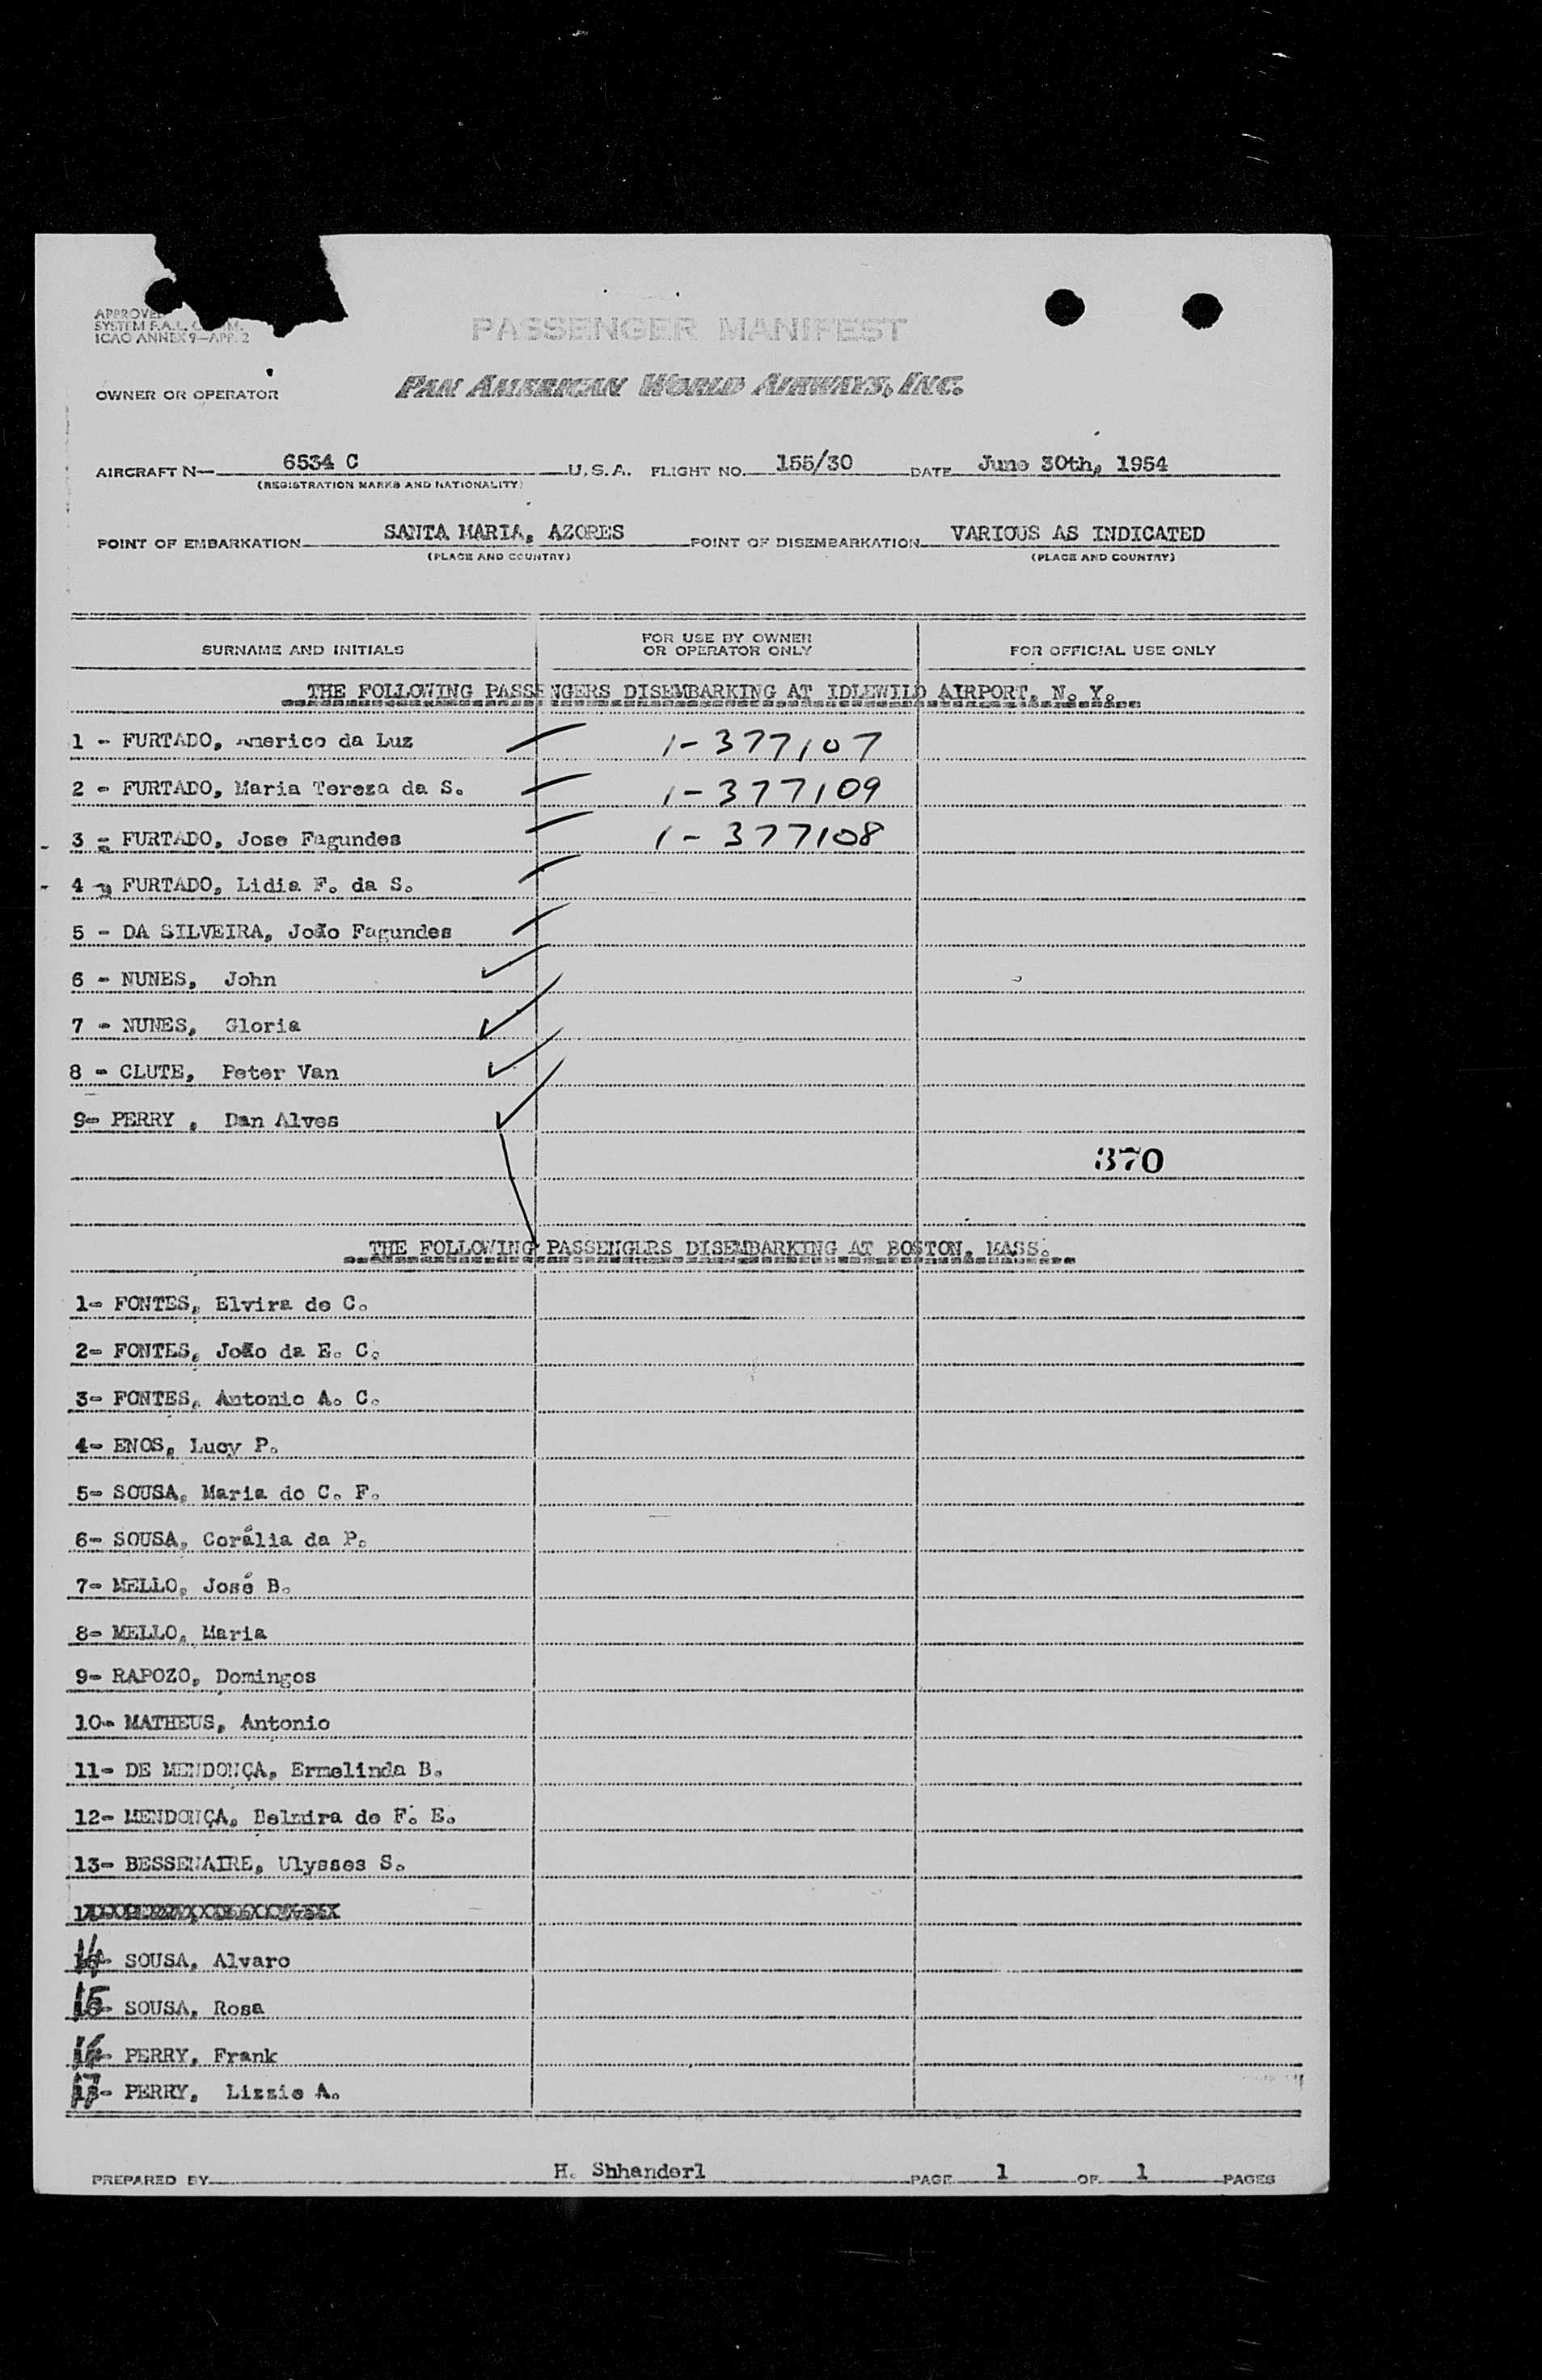 APPROVED
SYSTEM F.A.L. COMM.
ICAO ANNEX 9—APP. 2
PASSENGER MANIFEST
OWNER OR OPERATOR PAN AMERICAN WORLD AIRWAYS, INC.
AIRCRAFT N— 6534 C U.S.A. FLIGHT NO. 155/30 DATE June 30th, 1954
(REGISTRATION MARKS AND NATIONALITY)
POINT OF EMBARKATION SANTA MARIA, AZORES POINT OF DISEMBARKATION VARIOUS AS INDICATED
(PLACE AND COUNTRY) (PLACE AND COUNTRY)
SURNAME AND INITIALS FOR USE BY OWNER OR OPERATOR ONLY FOR OFFICIAL USE ONLY
THE FOLLOWING PASSENGERS DISEMBARKING AT IDLEWILD AIRPORT, N. Y.
1 - FURTADO, Americo da Luz 1-377107
2 - FURTADO, Maria Tereza da S. 1-377109
3 - FURTADO, Jose Fagundes 1-377108
4 - FURTADO, Lidia F. da S.
5 - DA SILVEIRA, João Fagundes
6 - NUNES, John
7 - NUNES, Gloria
8 - CLUTE, Peter Van
9- PERRY , Dan Alves
370
THE FOLLOWING PASSENGERS DISEMBARKING AT BOSTON, MASS.
1- FONTES, Elvira de C.
2- FONTES, João da E. C.
3- FONTES, Antonio A. C.
4- ENOS, Lucy P.
5- SOUSA, Maria do C. F.
6- SOUSA, Corália da P.
7- MELLO, José B.
8- MELLO, Maria
9- RAPOZO, Domingos
10- MATHEUS, Antonio
11- DE MENDONÇA, Ermelinda B.
12- MENDONÇA, Belmira de F. E.
13- BESSENAIRE, Ulysses S.
14- SOUSA, Alvaro
15- SOUSA, Rosa
16- PERRY, Frank
17- PERRY, Lizzie A.
PREPARED BY H. Shhanderl PAGE 1 OF 1 PAGES